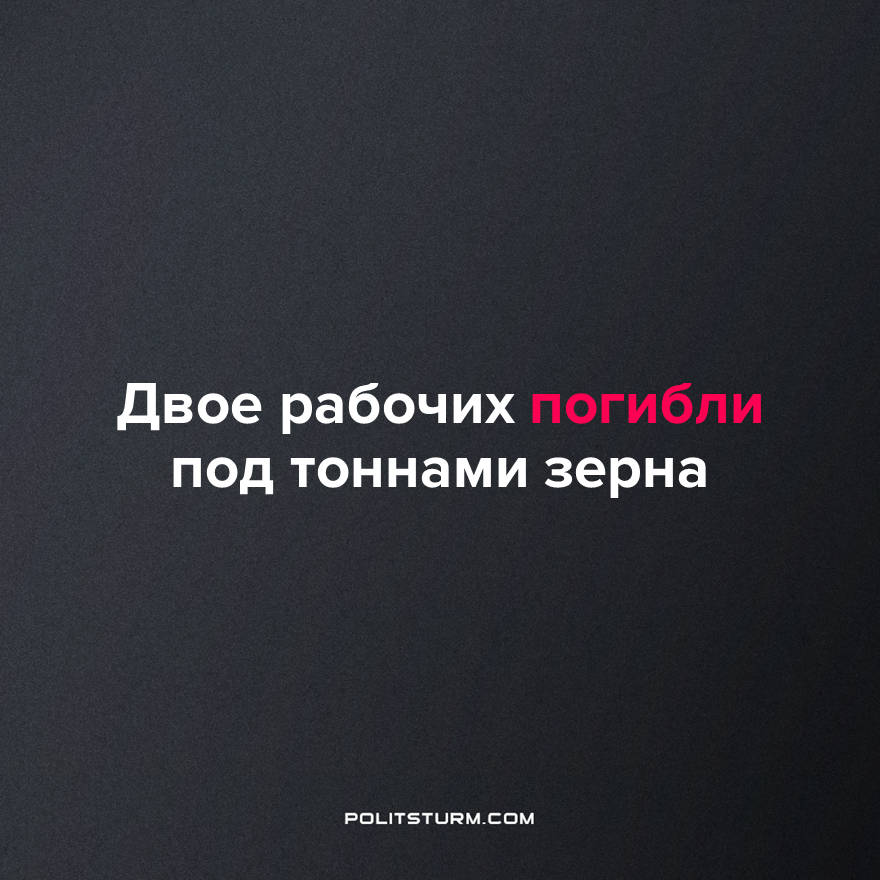 Двое рабочих погибли
под тоннами зерна
POLITSTURM.COM